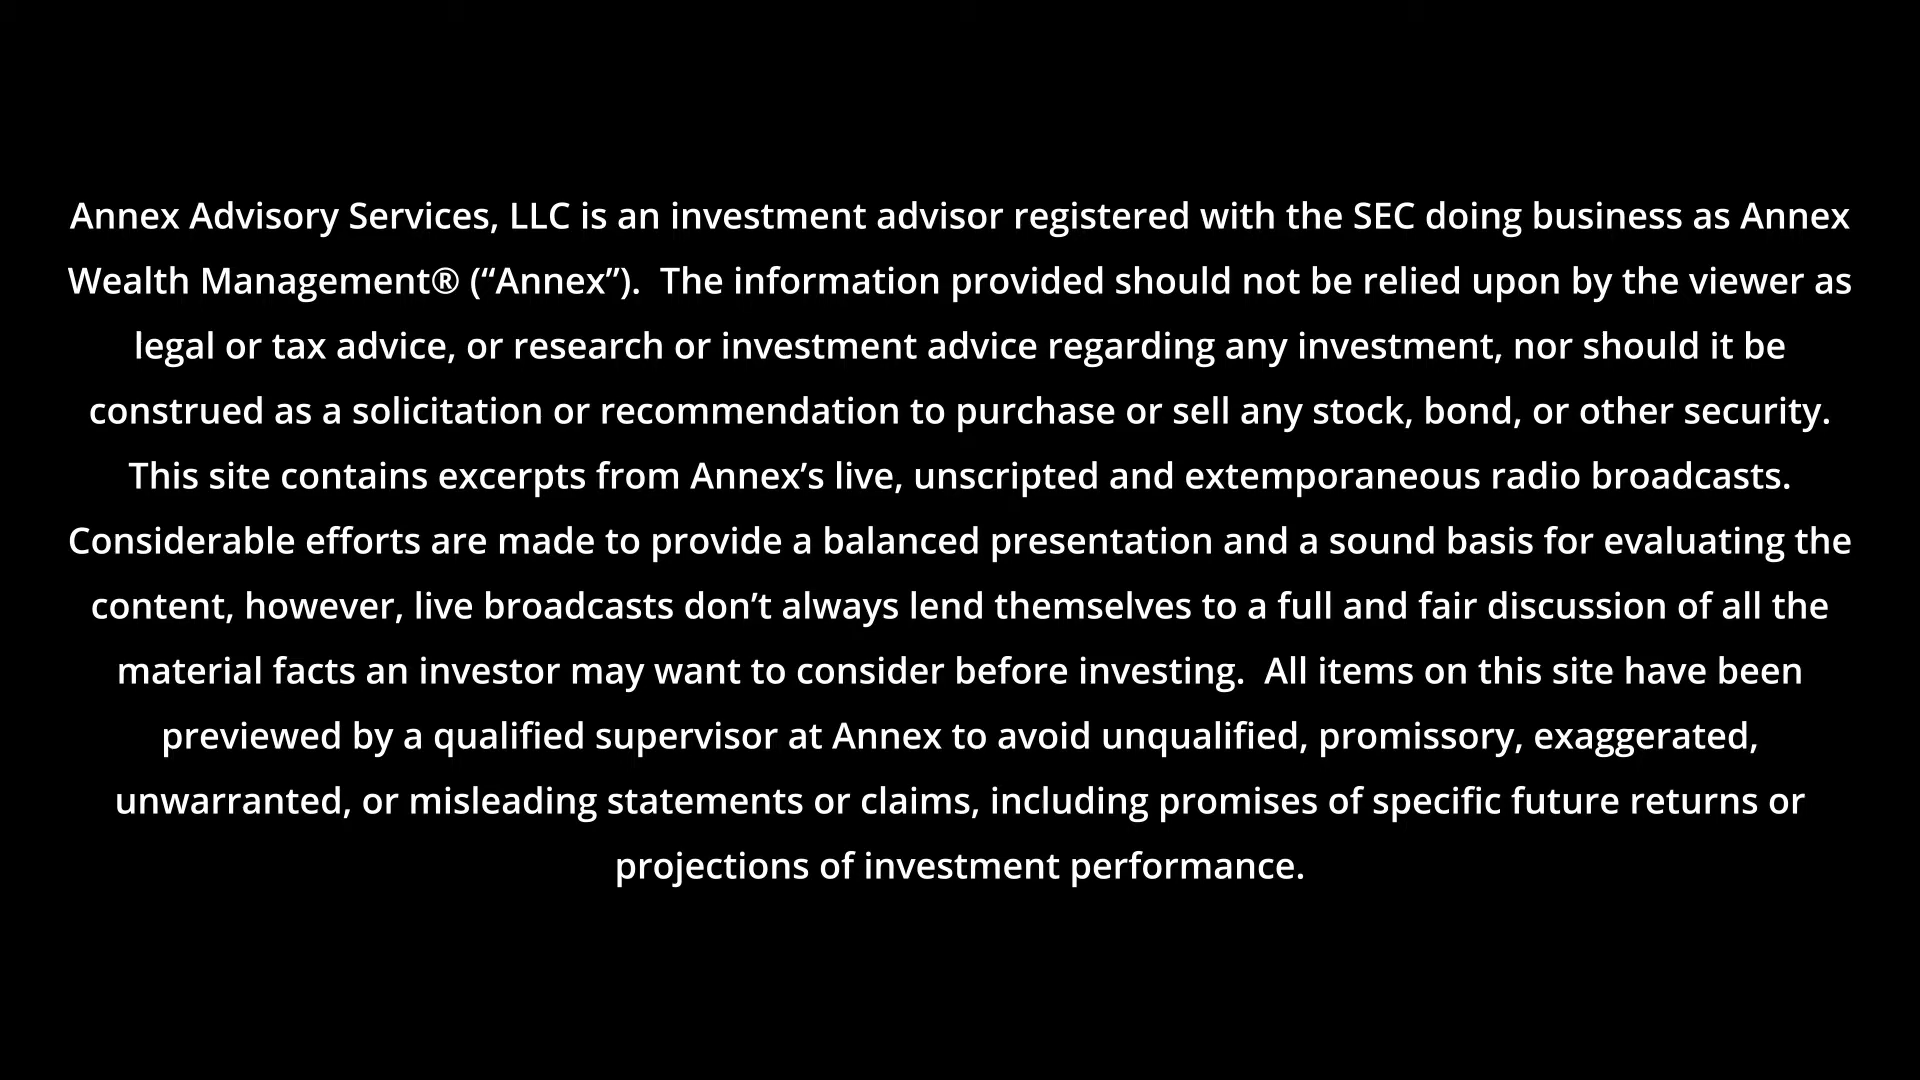 Annex Advisory Services, LLC is an investment advisor registered with the SEC doing business as Annex
Wealth Management® (“Annex”).  The information provided should not be relied upon by the viewer as
legal or tax advice, or research or investment advice regarding any investment, nor should it be
construed as a solicitation or recommendation to purchase or sell any stock, bond, or other security.
This site contains excerpts from Annex’s live, unscripted and extemporaneous radio broadcasts.
Considerable efforts are made to provide a balanced presentation and a sound basis for evaluating the
content, however, live broadcasts don’t always lend themselves to a full and fair discussion of all the
material facts an investor may want to consider before investing.  All items on this site have been
previewed by a qualified supervisor at Annex to avoid unqualified, promissory, exaggerated,
unwarranted, or misleading statements or claims, including promises of specific future returns or
projections of investment performance.